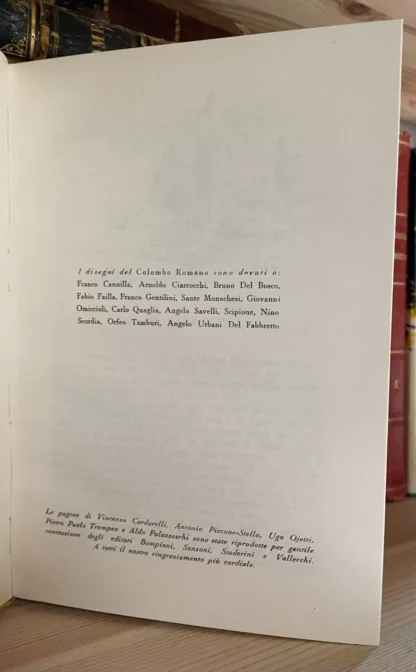 I disegni del Colombo Romano sono dovuti a:
Franco Cannilla, Arnoldo Ciarrocchi, Bruno Del Bosco,
Fabio Failla, Franco Gentilini, Sante Monachesi, Giovanni
Omiccioli, Carlo Quaglia, Angelo Savelli, Scipione, Nino
Scordia, Orfeo Tamburi, Angelo Urbani Del Fabbretto
Le pagine di Vincenzo Cardarelli, Antonio Piccone-Stella, Ugo Ojetti,
Pietro Paolo Trompeo e Aldo Palazzeschi sono state riprodotte per gentile
concessione degli editori Bompiani, Sansoni, Staderini e Vallecchi.
A tutti il nostro ringraziamento più cordiale.